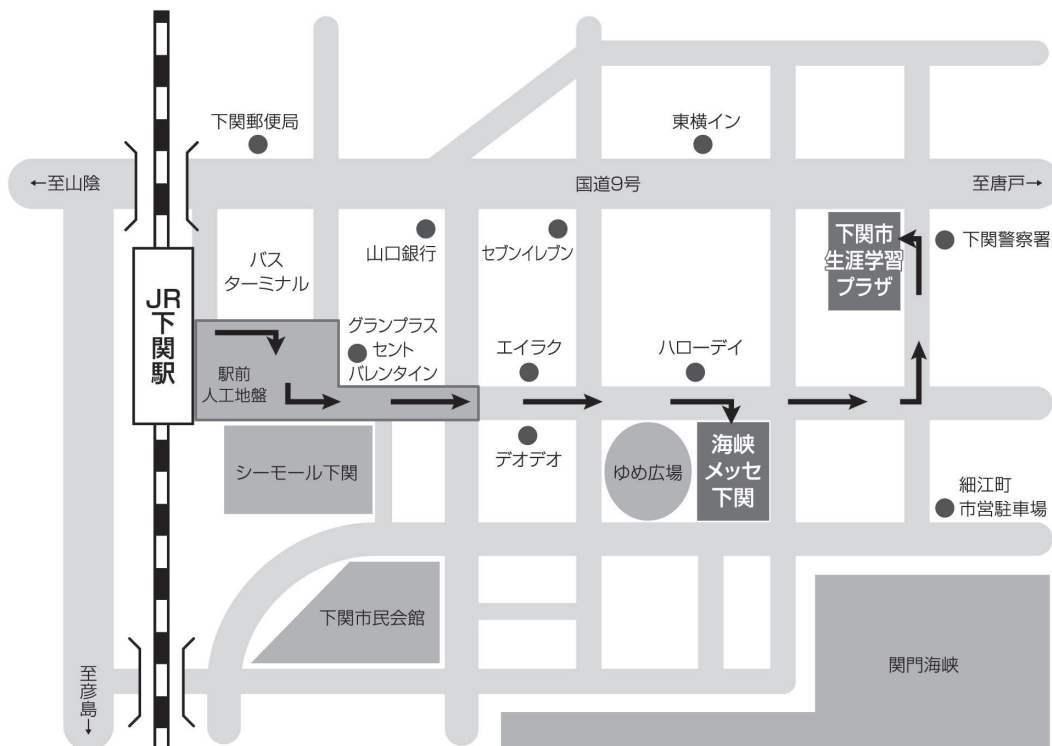 下関郵便局
東横イン
←至山陰
国道9号
至唐戸→
バス
ターミナル
山口銀行
セブンイレブン
下関市
生涯学習
プラザ
下関警察署
JR下関駅
グランプラス
セント
バレンタイン
駅前
人工地盤
エイラク
ハローデイ
シーモール下関
デオデオ
ゆめ広場
海峡
メッセ
下関
細江町
市営駐車場
下関市民会館
関門海峡
至彦島→